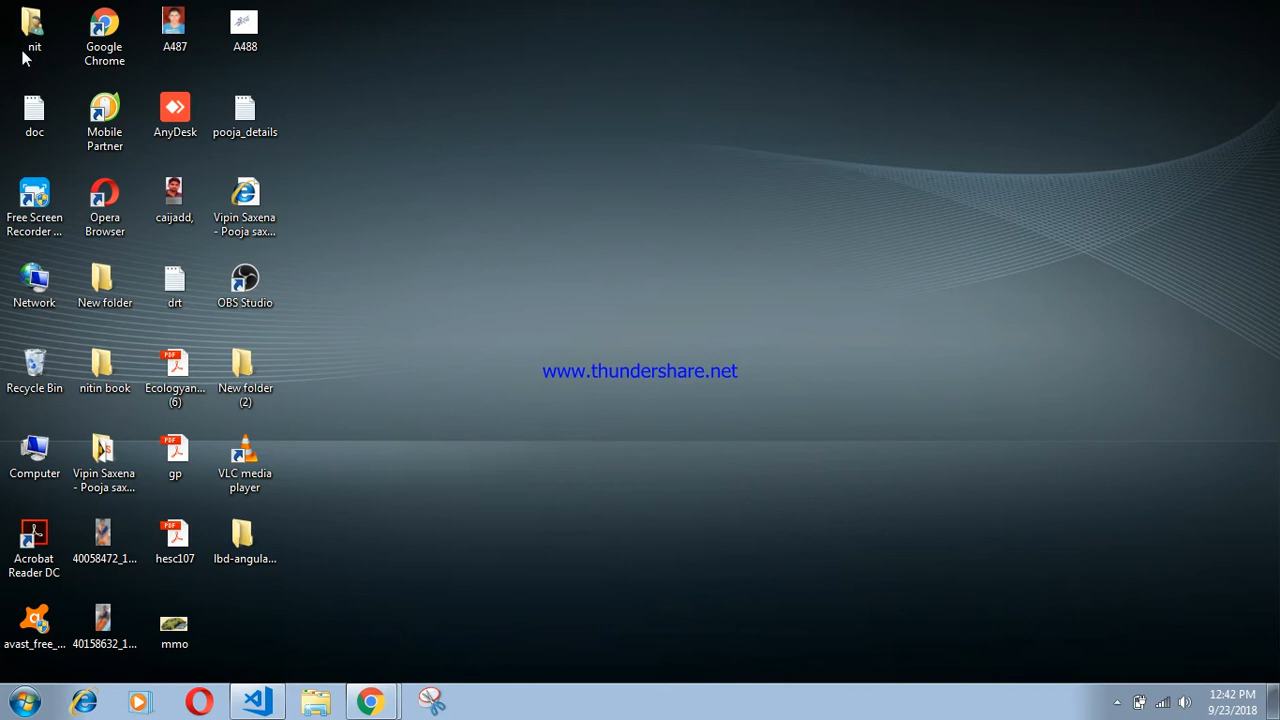 nit
Google
Chrome
A487
A488
doc
Mobile
Partner
AnyDesk
pooja_details
Free Screen
Recorder ...
Opera
Browser
caijadd,
Vipin Saxena
- Pooja sax...
Network
New folder
drt
OBS Studio
Recycle Bin
nitin book
PDF
Ecologyan...
(6)
New folder
(2)
www.thundershare.net
Computer
Vipin Saxena
- Pooja sax...
PDF
gp
VLC media
player
Acrobat
Reader DC
40058472_1...
PDF
hesc107
lbd-angula...
avast_free_...
40158632_1...
mmo
12:42 PM
9/23/2018